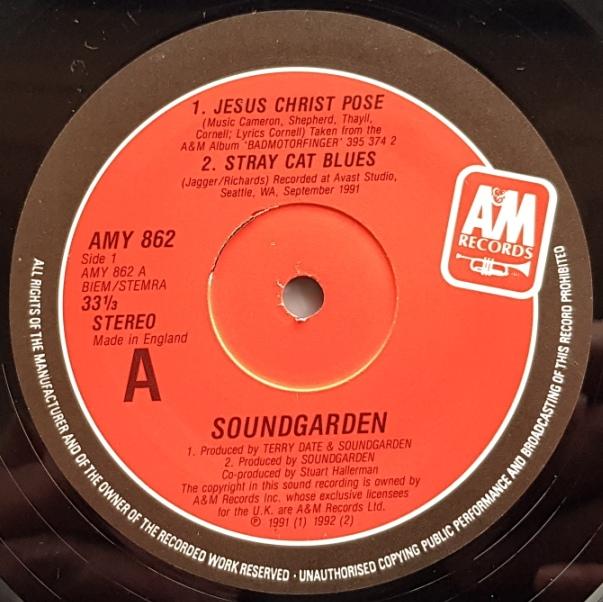 1. JESUS CHRIST POSE
(Music Cameron, Shepherd, Thayil,
Cornell; Lyrics Cornell) Taken from the
A&M Album 'BADMOTORFINGER' 395 374 2
2. STRAY CAT BLUES
(Jagger/Richards) Recorded at Avast Studio,
Seattle, WA, September 1991
A&M
RECORDS
AMY 862
Side 1
AMY 862 A
BIEM/STEMRA
33⅓
STEREO
Made in England
A
SOUNDGARDEN
1. Produced by TERRY DATE & SOUNDGARDEN
2. Produced by SOUNDGARDEN
Co-produced by Stuart Hallerman
The copyright in this sound recording is owned by
A&M Records Inc. whose exclusive licensees
for the U.K. are A&M Records Ltd.
℗ 1991 (1) 1992 (2)
ALL RIGHTS OF THE MANUFACTURER AND OF THE OWNER OF THE RECORDED WORK RESERVED · UNAUTHORISED COPYING PUBLIC PERFORMANCE AND BROADCASTING OF THIS RECORD PROHIBITED